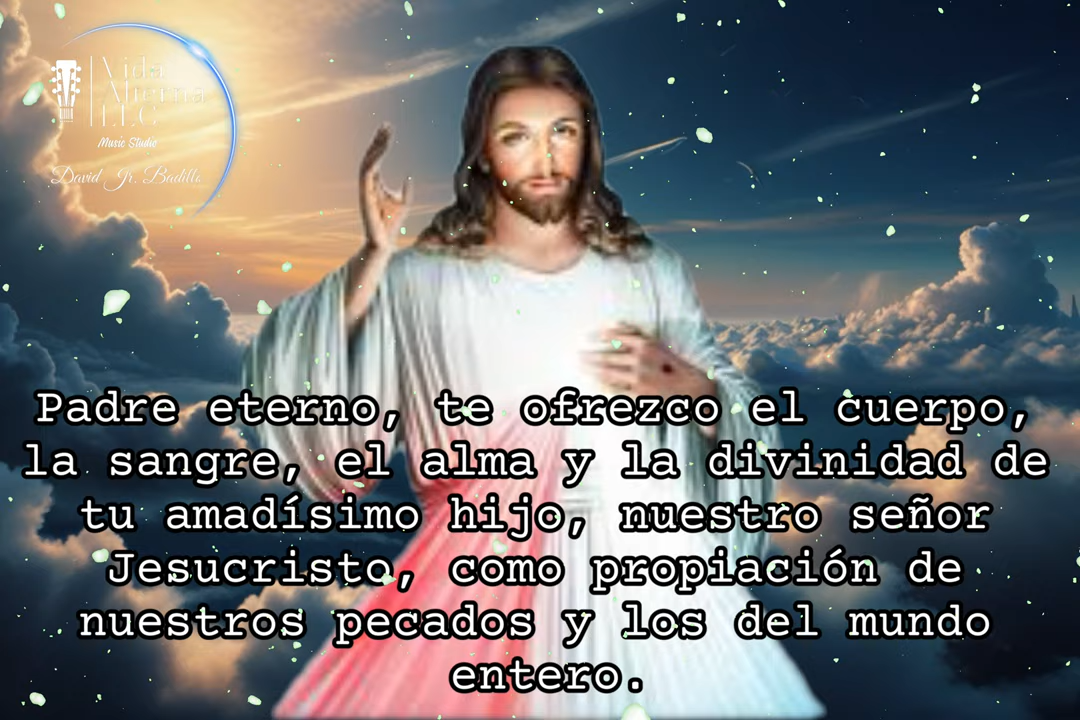 Vida
Alterna
LLC
Music Studio
David Jr. Badillo
Padre eterno, te ofrezco el cuerpo,
la sangre, el alma y la divinidad de
tu amadísimo hijo, nuestro señor
Jesucristo, como propiación de
nuestros pecados y los del mundo
entero.